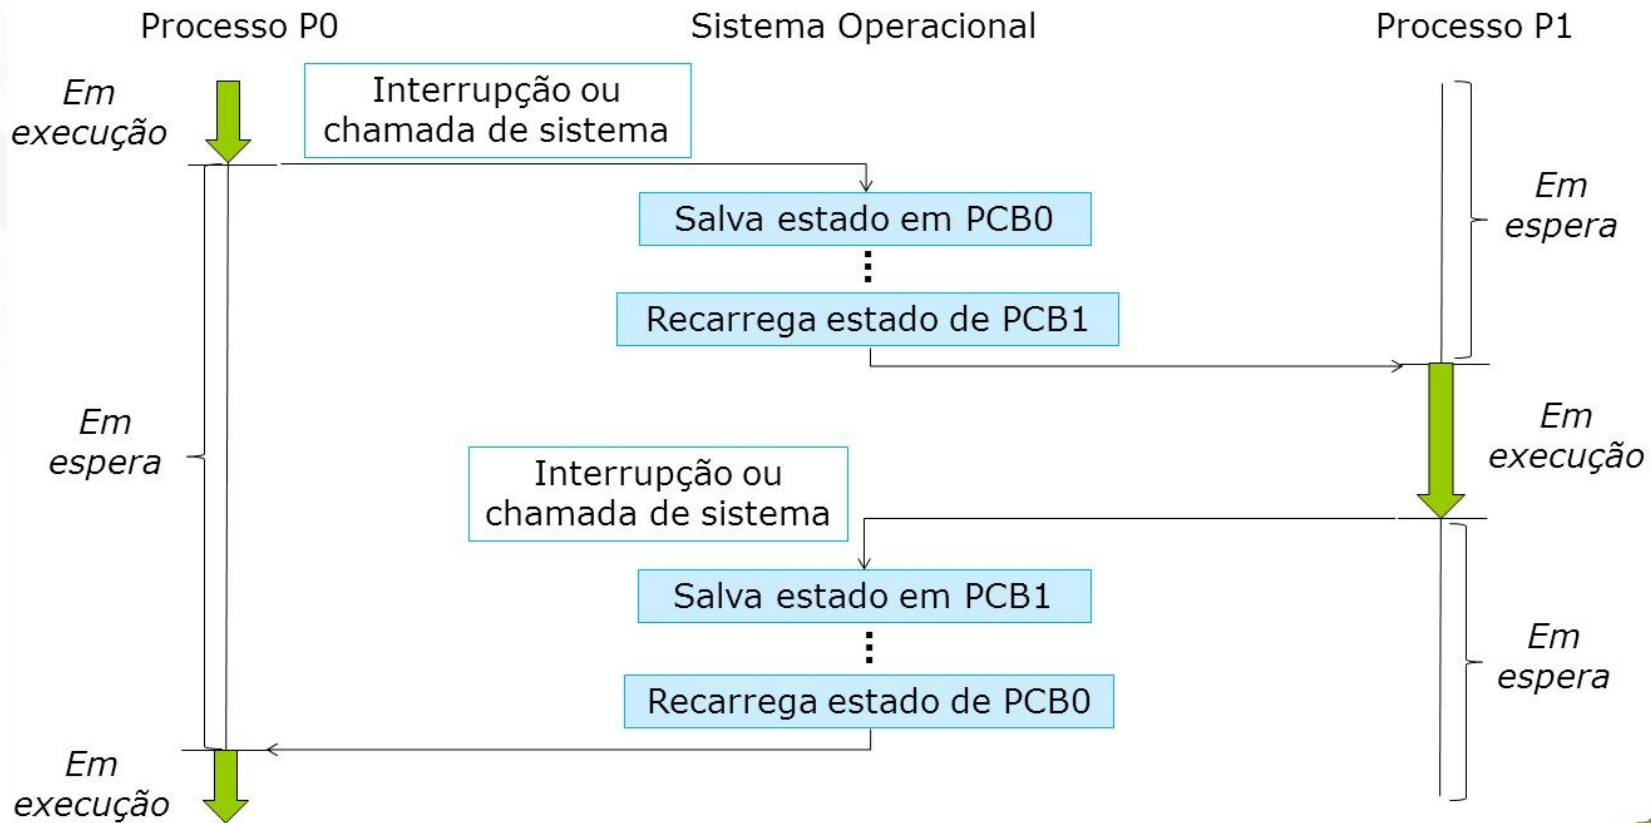 Processo P0
Sistema Operacional
Processo P1
Em
execução
Interrupção ou
chamada de sistema
Em
espera
Salva estado em PCB0
Recarrega estado de PCB1
Em
espera
Em
execução
Interrupção ou
chamada de sistema
Salva estado em PCB1
Em
espera
Recarrega estado de PCB0
Em
execução